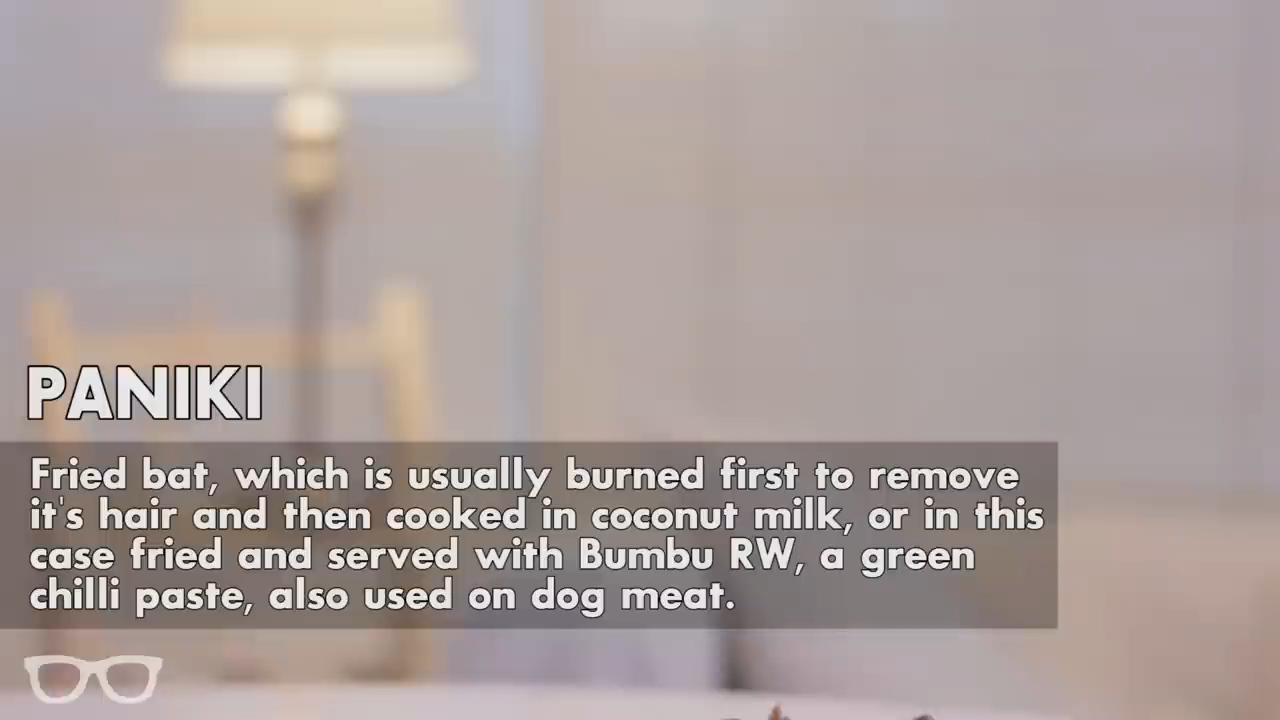 PANIKI
Fried bat, which is usually burned first to remove
it's hair and then cooked in coconut milk, or in this
case fried and served with Bumbu RW, a green
chilli paste, also used on dog meat.